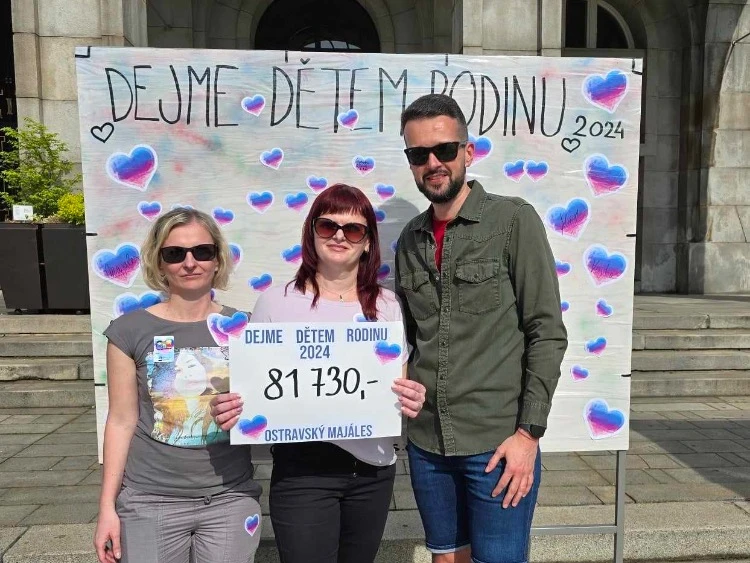 DEJME DĚTEM RODINU
2024
DEJME DĚTEM RODINU
2024
81 730,-
OSTRAVSKÝ MAJÁLES